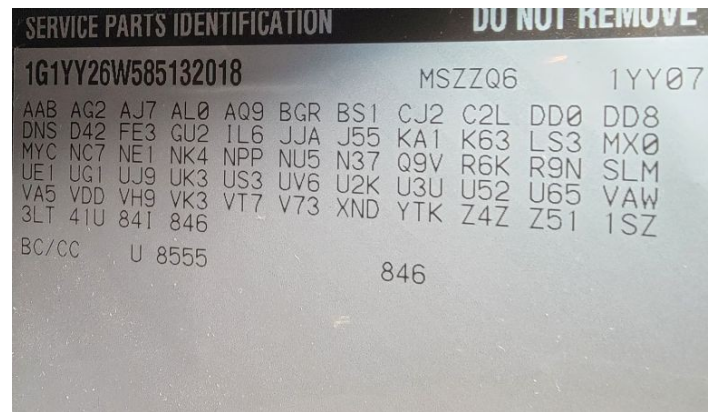 SERVICE PARTS IDENTIFICATION DO NOT REMOVE
1G1YY26W585132018 MSZZQ6 1YY07
AAB AG2 AJ7 AL0 AQ9 BGR BS1 CJ2 C2L DD0 DD8
DNS D42 FE3 GU2 IL6 JJA J55 KA1 K63 LS3 MX0
MYC NC7 NE1 NK4 NPP NU5 N37 Q9V R6K R9N SLM
UE1 UG1 UJ9 UK3 US3 UV6 U2K U3U U52 U65 VAW
VA5 VDD VH9 VK3 VT7 V73 XND YTK Z4Z Z51 1SZ
3LT 41U 84I 846
BC/CC U 8555 846